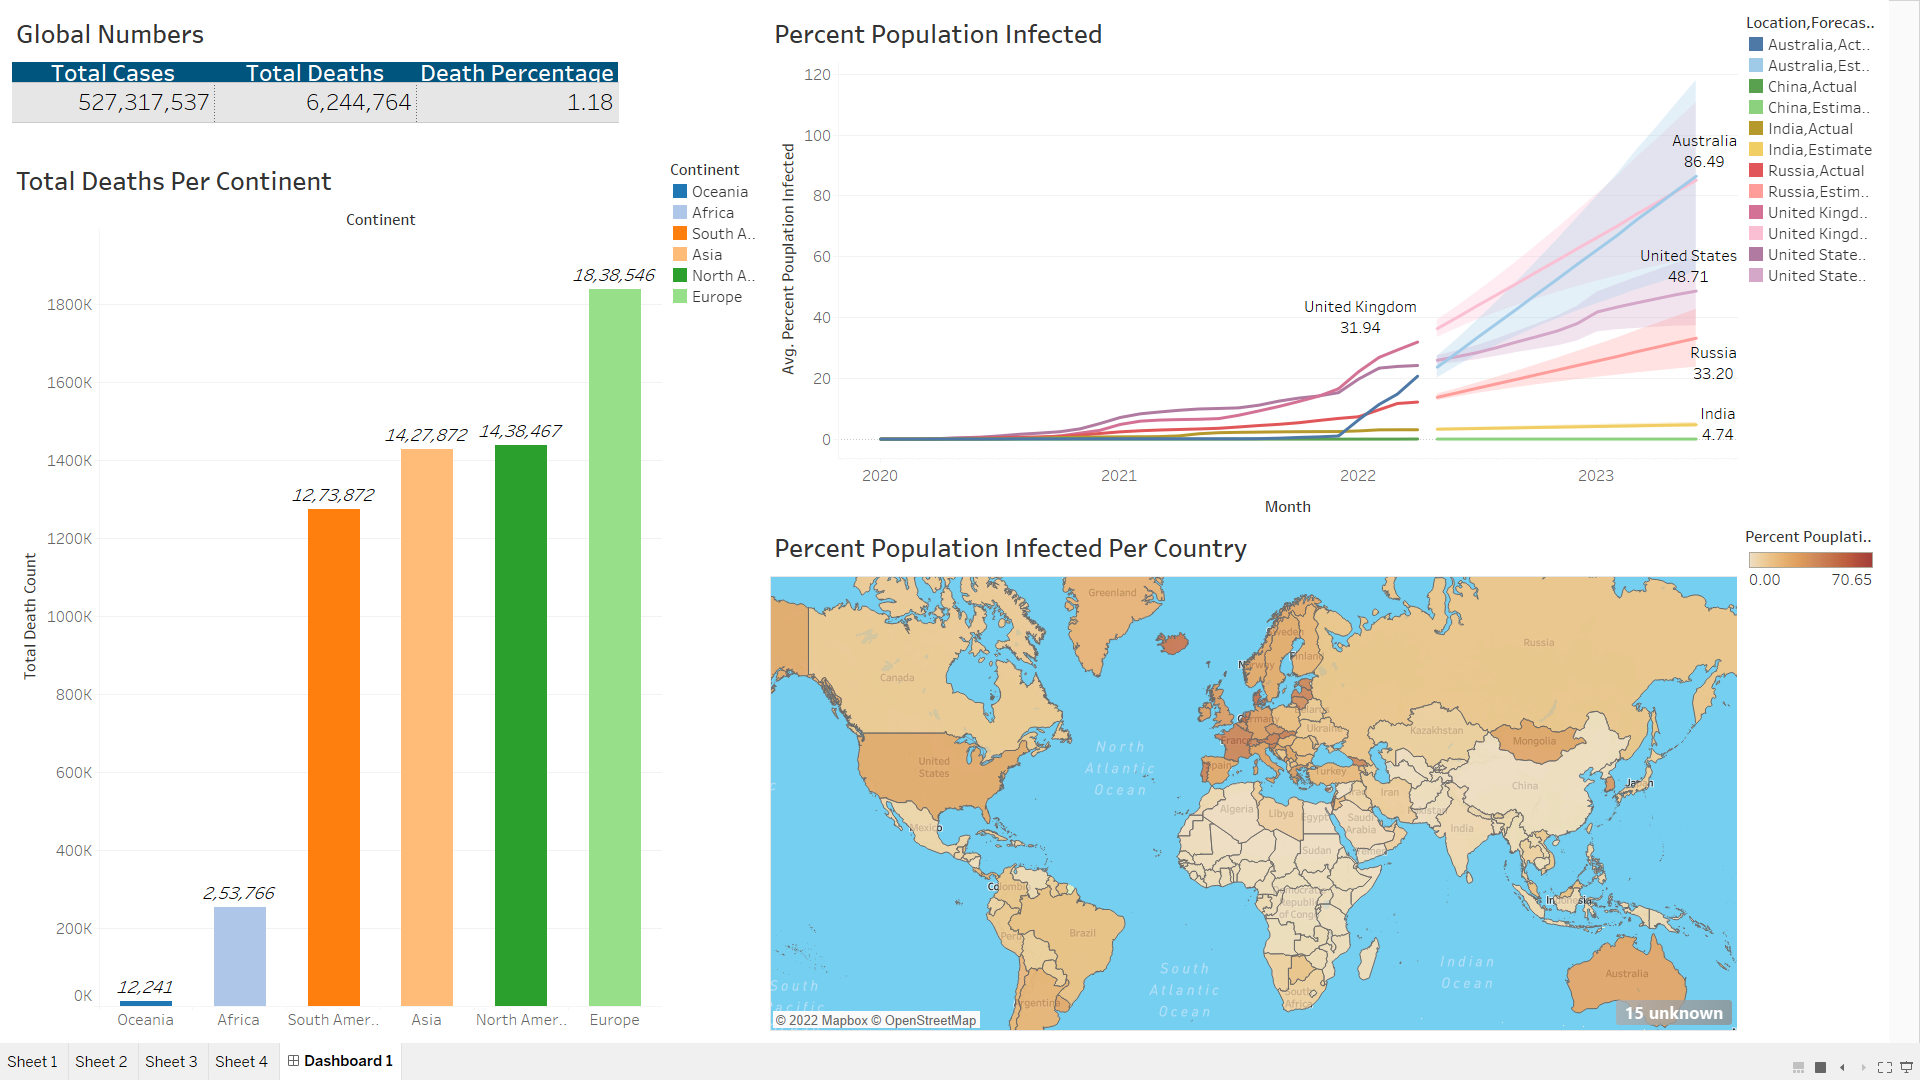 Global Numbers
Total Cases Total Deaths Death Percentage
527,317,537 6,244,764 1.18
Total Deaths Per Continent
Continent
Total Death Count
1800K
1600K
1400K
1200K
1000K
800K
600K
400K
200K
0K
12,241
2,53,766
12,73,872
14,27,872
14,38,467
18,38,546
Oceania Africa South Amer.. Asia North Amer.. Europe
Continent
Oceania
Africa
South A..
Asia
North A..
Europe
Percent Population Infected
Avg. Percent Pouplation Infected
120
100
80
60
40
20
0
2020 2021 2022 2023
Month
United Kingdom
31.94
Australia
86.49
United States
48.71
Russia
33.20
India
4.74
Location,Forecas..
Australia,Act..
Australia,Est..
China,Actual
China,Estima..
India,Actual
India,Estimate
Russia,Actual
Russia,Estim..
United Kingd..
United Kingd..
United State..
United State..
Percent Population Infected Per Country
Greenland
Canada
United
States
Mexico
Colombia
Peru
Brazil
Argentina
North
Atlantic
Ocean
South
Atlantic
Ocean
South
Pacific
Indian
Ocean
Sweden
Norway
Finland
Russia
Germany
Belarus
Ukraine
France
Spain
Turkey
Kazakhstan
Mongolia
China
Japan
Iraq
Iran
Pakistan
India
Algeria
Libya
Egypt
Saudi
Arabia
Yemen
Sudan
Democratic
Republic
of Congo
South
Africa
Indonesia
Australia
© 2022 Mapbox © OpenStreetMap
15 unknown
Percent Pouplati..
0.00 70.65
Sheet 1 Sheet 2 Sheet 3 Sheet 4 Dashboard 1